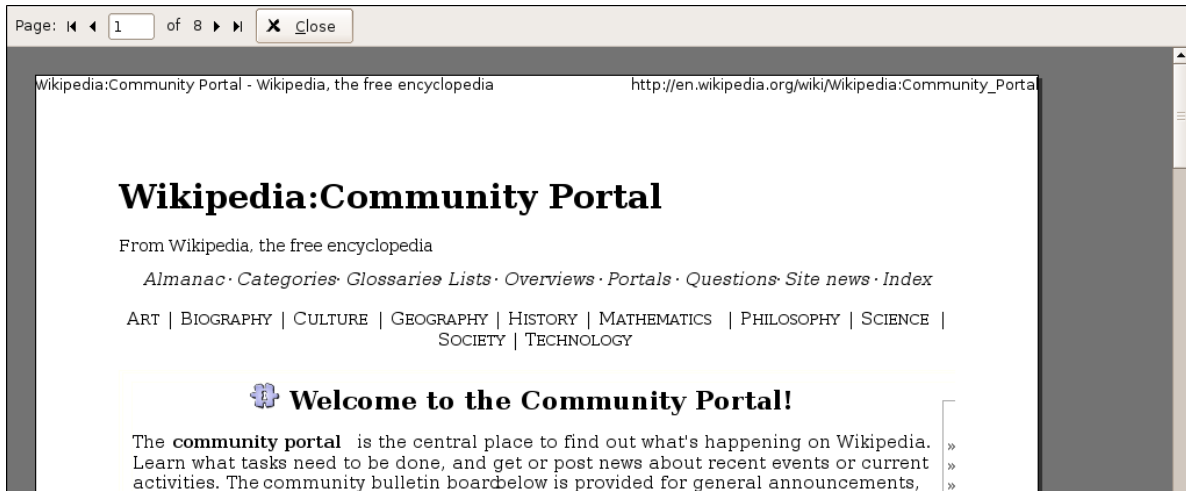 Page: 1 of 8 Close
Wikipedia:Community Portal - Wikipedia, the free encyclopedia http://en.wikipedia.org/wiki/Wikipedia:Community_Portal
Wikipedia:Community Portal
From Wikipedia, the free encyclopedia
Almanac · Categories · Glossaries · Lists · Overviews · Portals · Questions · Site news · Index
ART | BIOGRAPHY | CULTURE | GEOGRAPHY | HISTORY | MATHEMATICS | PHILOSOPHY | SCIENCE |
SOCIETY | TECHNOLOGY
Welcome to the Community Portal!
The community portal is the central place to find out what's happening on Wikipedia. »
Learn what tasks need to be done, and get or post news about recent events or current »
activities. The community bulletin board below is provided for general announcements, »